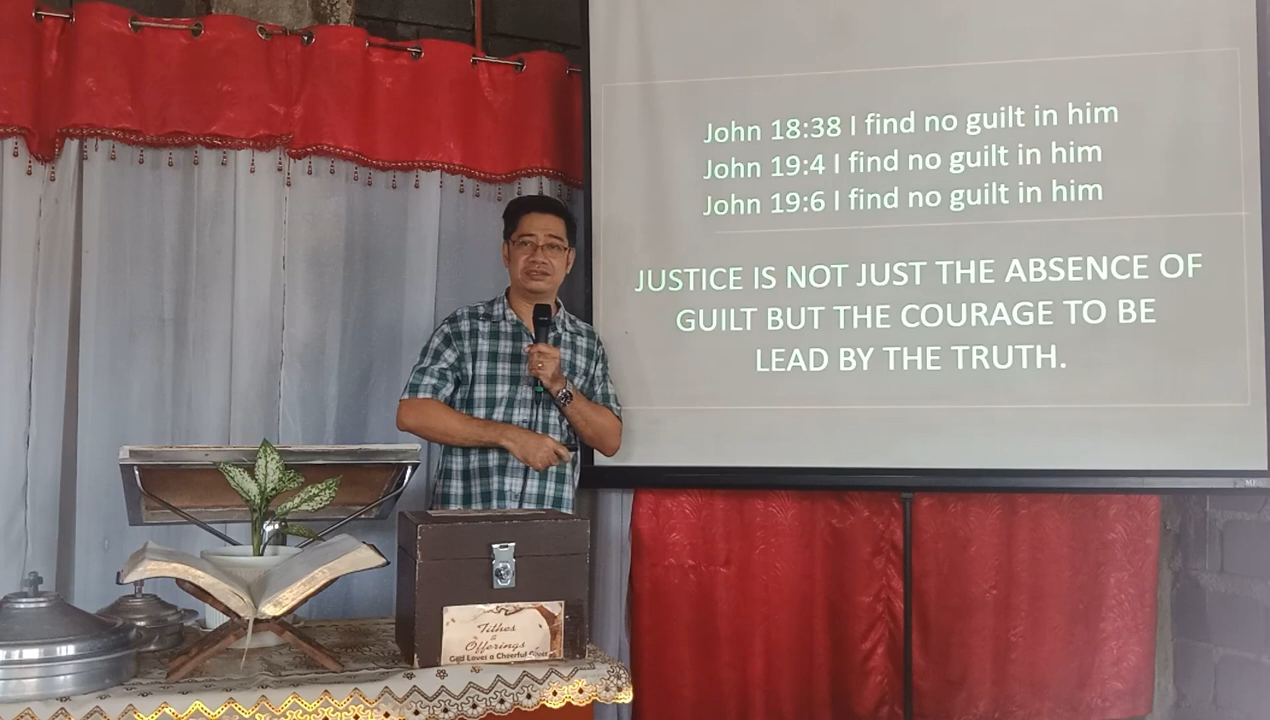 John 18:38 I find no guilt in him
John 19:4 I find no guilt in him
John 19:6 I find no guilt in him
JUSTICE IS NOT JUST THE ABSENCE OF
GUILT BUT THE COURAGE TO BE
LEAD BY THE TRUTH.
Tithes
&
Offerings
God Loves a Cheerful Giver